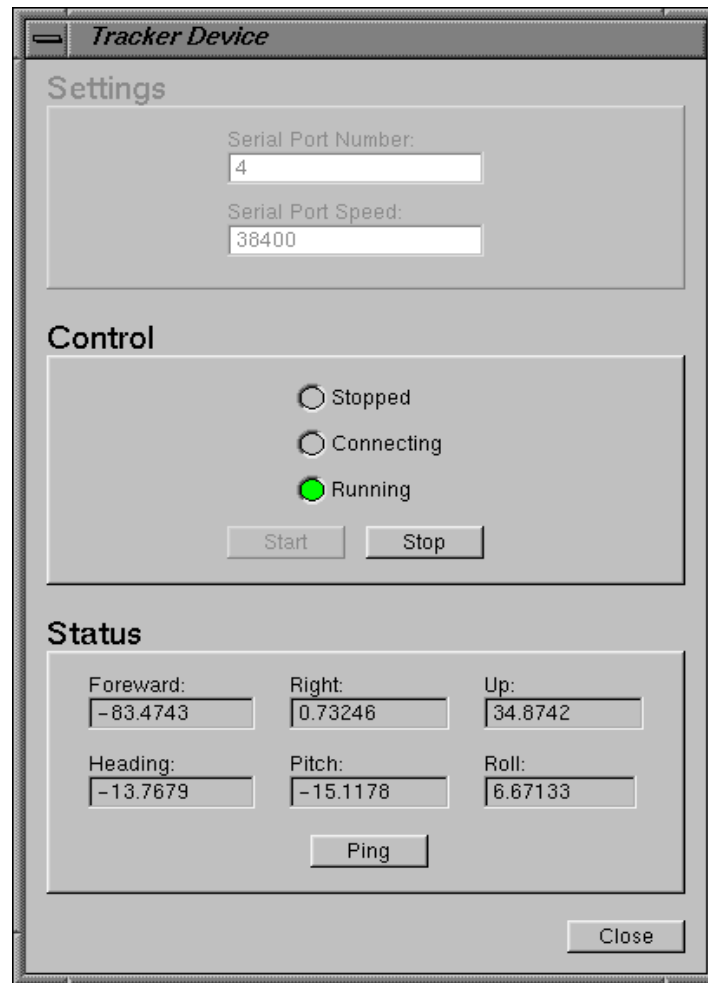 Tracker Device
Settings
Serial Port Number:
4
Serial Port Speed:
38400
Control
Stopped
Connecting
Running
Start Stop
Status
Foreward: Right: Up:
-83.4743 0.73246 34.8742
Heading: Pitch: Roll:
-13.7679 -15.1178 6.67133
Ping
Close